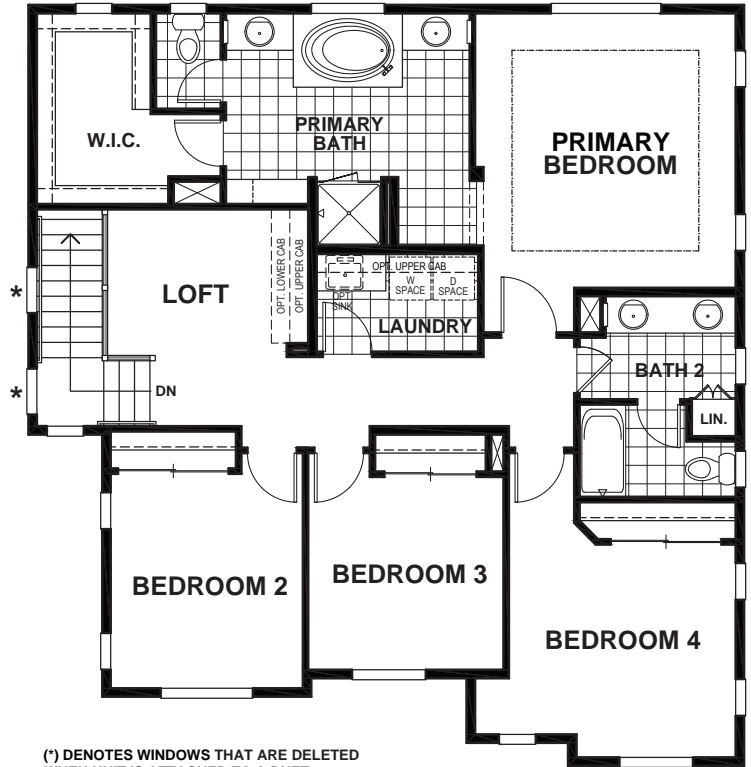 W.I.C.
PRIMARY
BATH
PRIMARY
BEDROOM
LOFT
OPT. LOWER CAB
OPT. UPPER CAB
OPT. UPPER CAB
OPT.
SINK
W
SPACE
D
SPACE
LAUNDRY
*
*
DN
BATH 2
LIN.
BEDROOM 2
BEDROOM 3
BEDROOM 4
(*) DENOTES WINDOWS THAT ARE DELETED